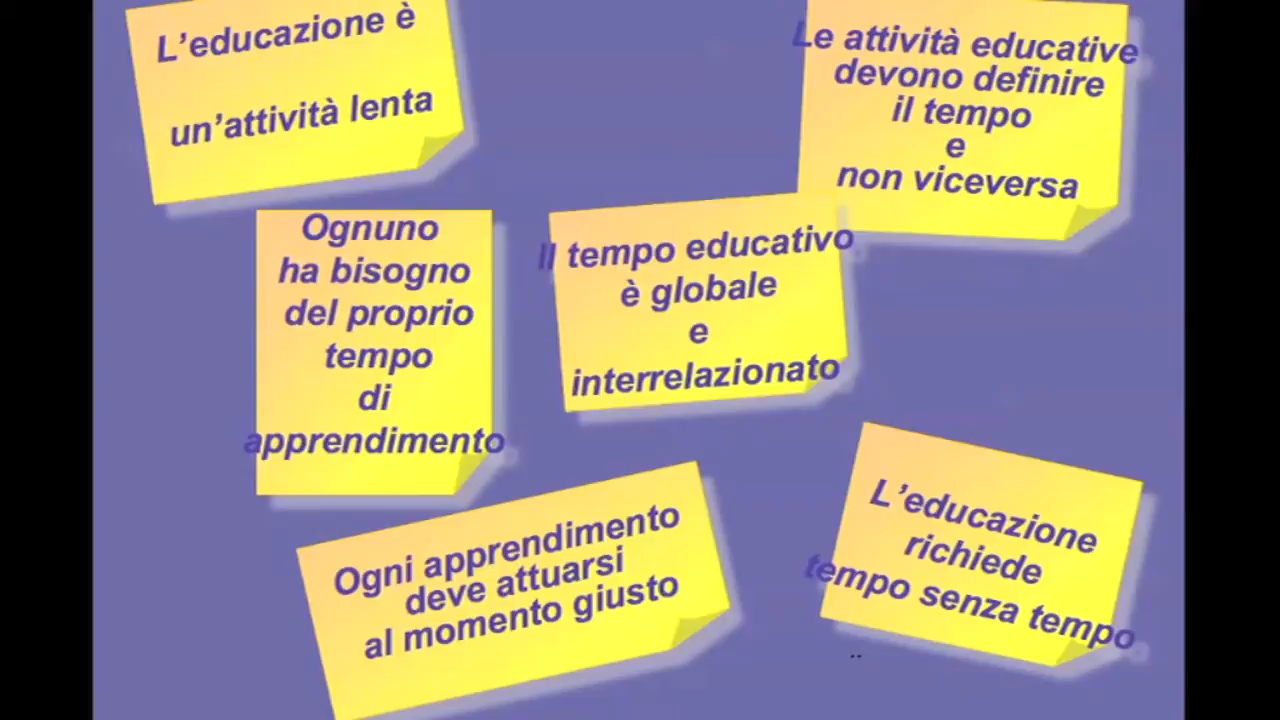 L'educazione è
un'attività lenta
Le attività educative
devono definire
il tempo
e
non viceversa
Ognuno
ha bisogno
del proprio
tempo
di
apprendimento
Il tempo educativo
è globale
e
interrelazionato
Ogni apprendimento
deve attuarsi
al momento giusto
L'educazione
richiede
tempo senza tempo
..